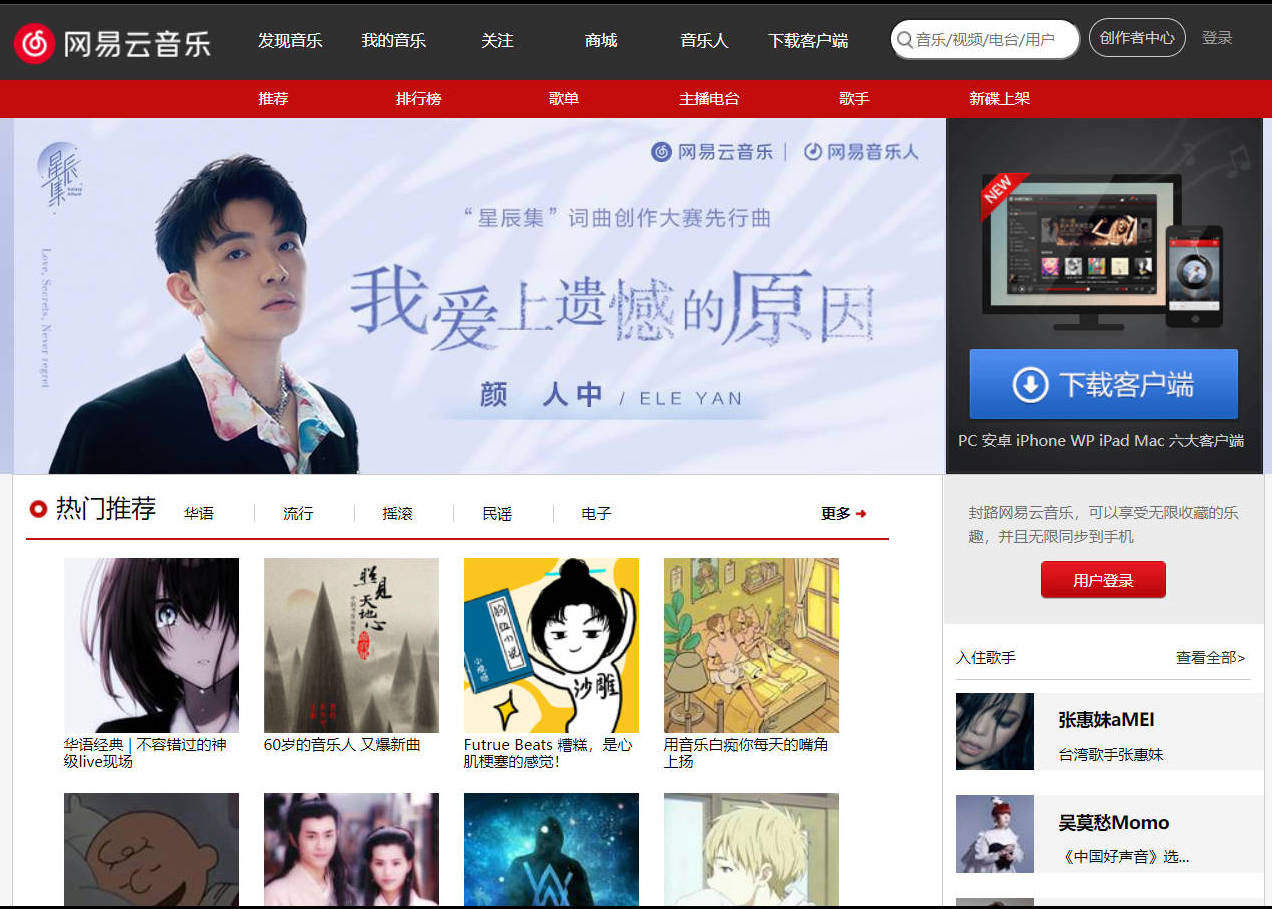 网易云音乐
发现音乐 我的音乐 关注 商城 音乐人 下载客户端
音乐/视频/电台/用户
创作者中心
登录
推荐 排行榜 歌单 主播电台 歌手 新碟上架
星辰集
Love, Secrets, Never regret
网易云音乐 | 网易音乐人
“星辰集”词曲创作大赛先行曲
我爱上遗憾的原因
颜 人中 / ELE YAN
NEW
下载客户端
PC 安卓 iPhone WP iPad Mac 六大客户端
热门推荐 华语 流行 摇滚 民谣 电子 更多
封路网易云音乐，可以享受无限收藏的乐
趣，并且无限同步到手机
用户登录
入住歌手 查看全部>
张惠妹aMEI
台湾歌手张惠妹
吴莫愁Momo
《中国好声音》选...
照见天地心
沙雕
华语经典 | 不容错过的神
级live现场
60岁的音乐人 又爆新曲
Futrue Beats 糟糕，是心
肌梗塞的感觉！
用音乐白痴你每天的嘴角
上扬